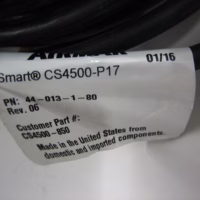 AIRMAR
01/16
Smart® CS4500-P17
PN: 44-013-1-80
Rev. 06
Customer Part #:
CS4500-850
Made in the United States from
domestic and imported components.